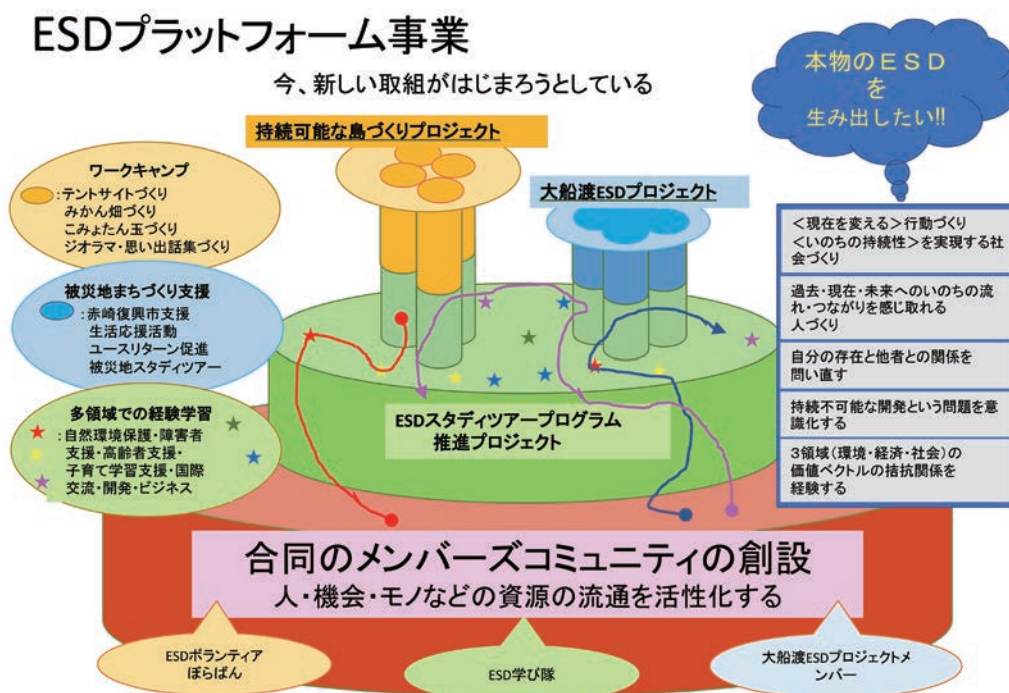 ESDプラットフォーム事業
今、新しい取組がはじまろうとしている
本物のＥＳＤ
を
生み出したい!!
持続可能な島づくりプロジェクト
大船渡ESDプロジェクト
ワークキャンプ
：テントサイトづくり
みかん畑づくり
こみょたん玉づくり
ジオラマ・思い出話集づくり
被災地まちづくり支援
：赤崎復興市支援
生活応援活動
ユースリターン促進
被災地スタディツアー
多領域での経験学習
：自然環境保護・障害者
支援・高齢者支援・
子育て学習支援・国際
交流・開発・ビジネス
＜現在を変える＞行動づくり
＜いのちの持続性＞を実現する社
会づくり
過去・現在・未来へのいのちの流
れ・つながりを感じ取れる
人づくり
自分の存在と他者との関係を
問い直す
持続不可能な開発という問題を意
識化する
３領域（環境・経済・社会）の
価値ベクトルの拮抗関係を
経験する
ESDスタディツアープログラム
推進プロジェクト
合同のメンバーズコミュニティの創設
人・機会・モノなどの資源の流通を活性化する
ESDボランティア
ぽらばん
ESD学び隊
大船渡ESDプロジェクトメ
ンバー